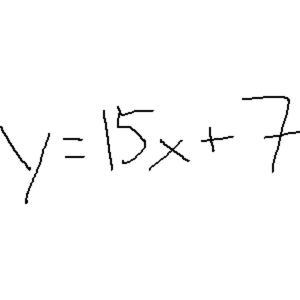 y = 15x + 7